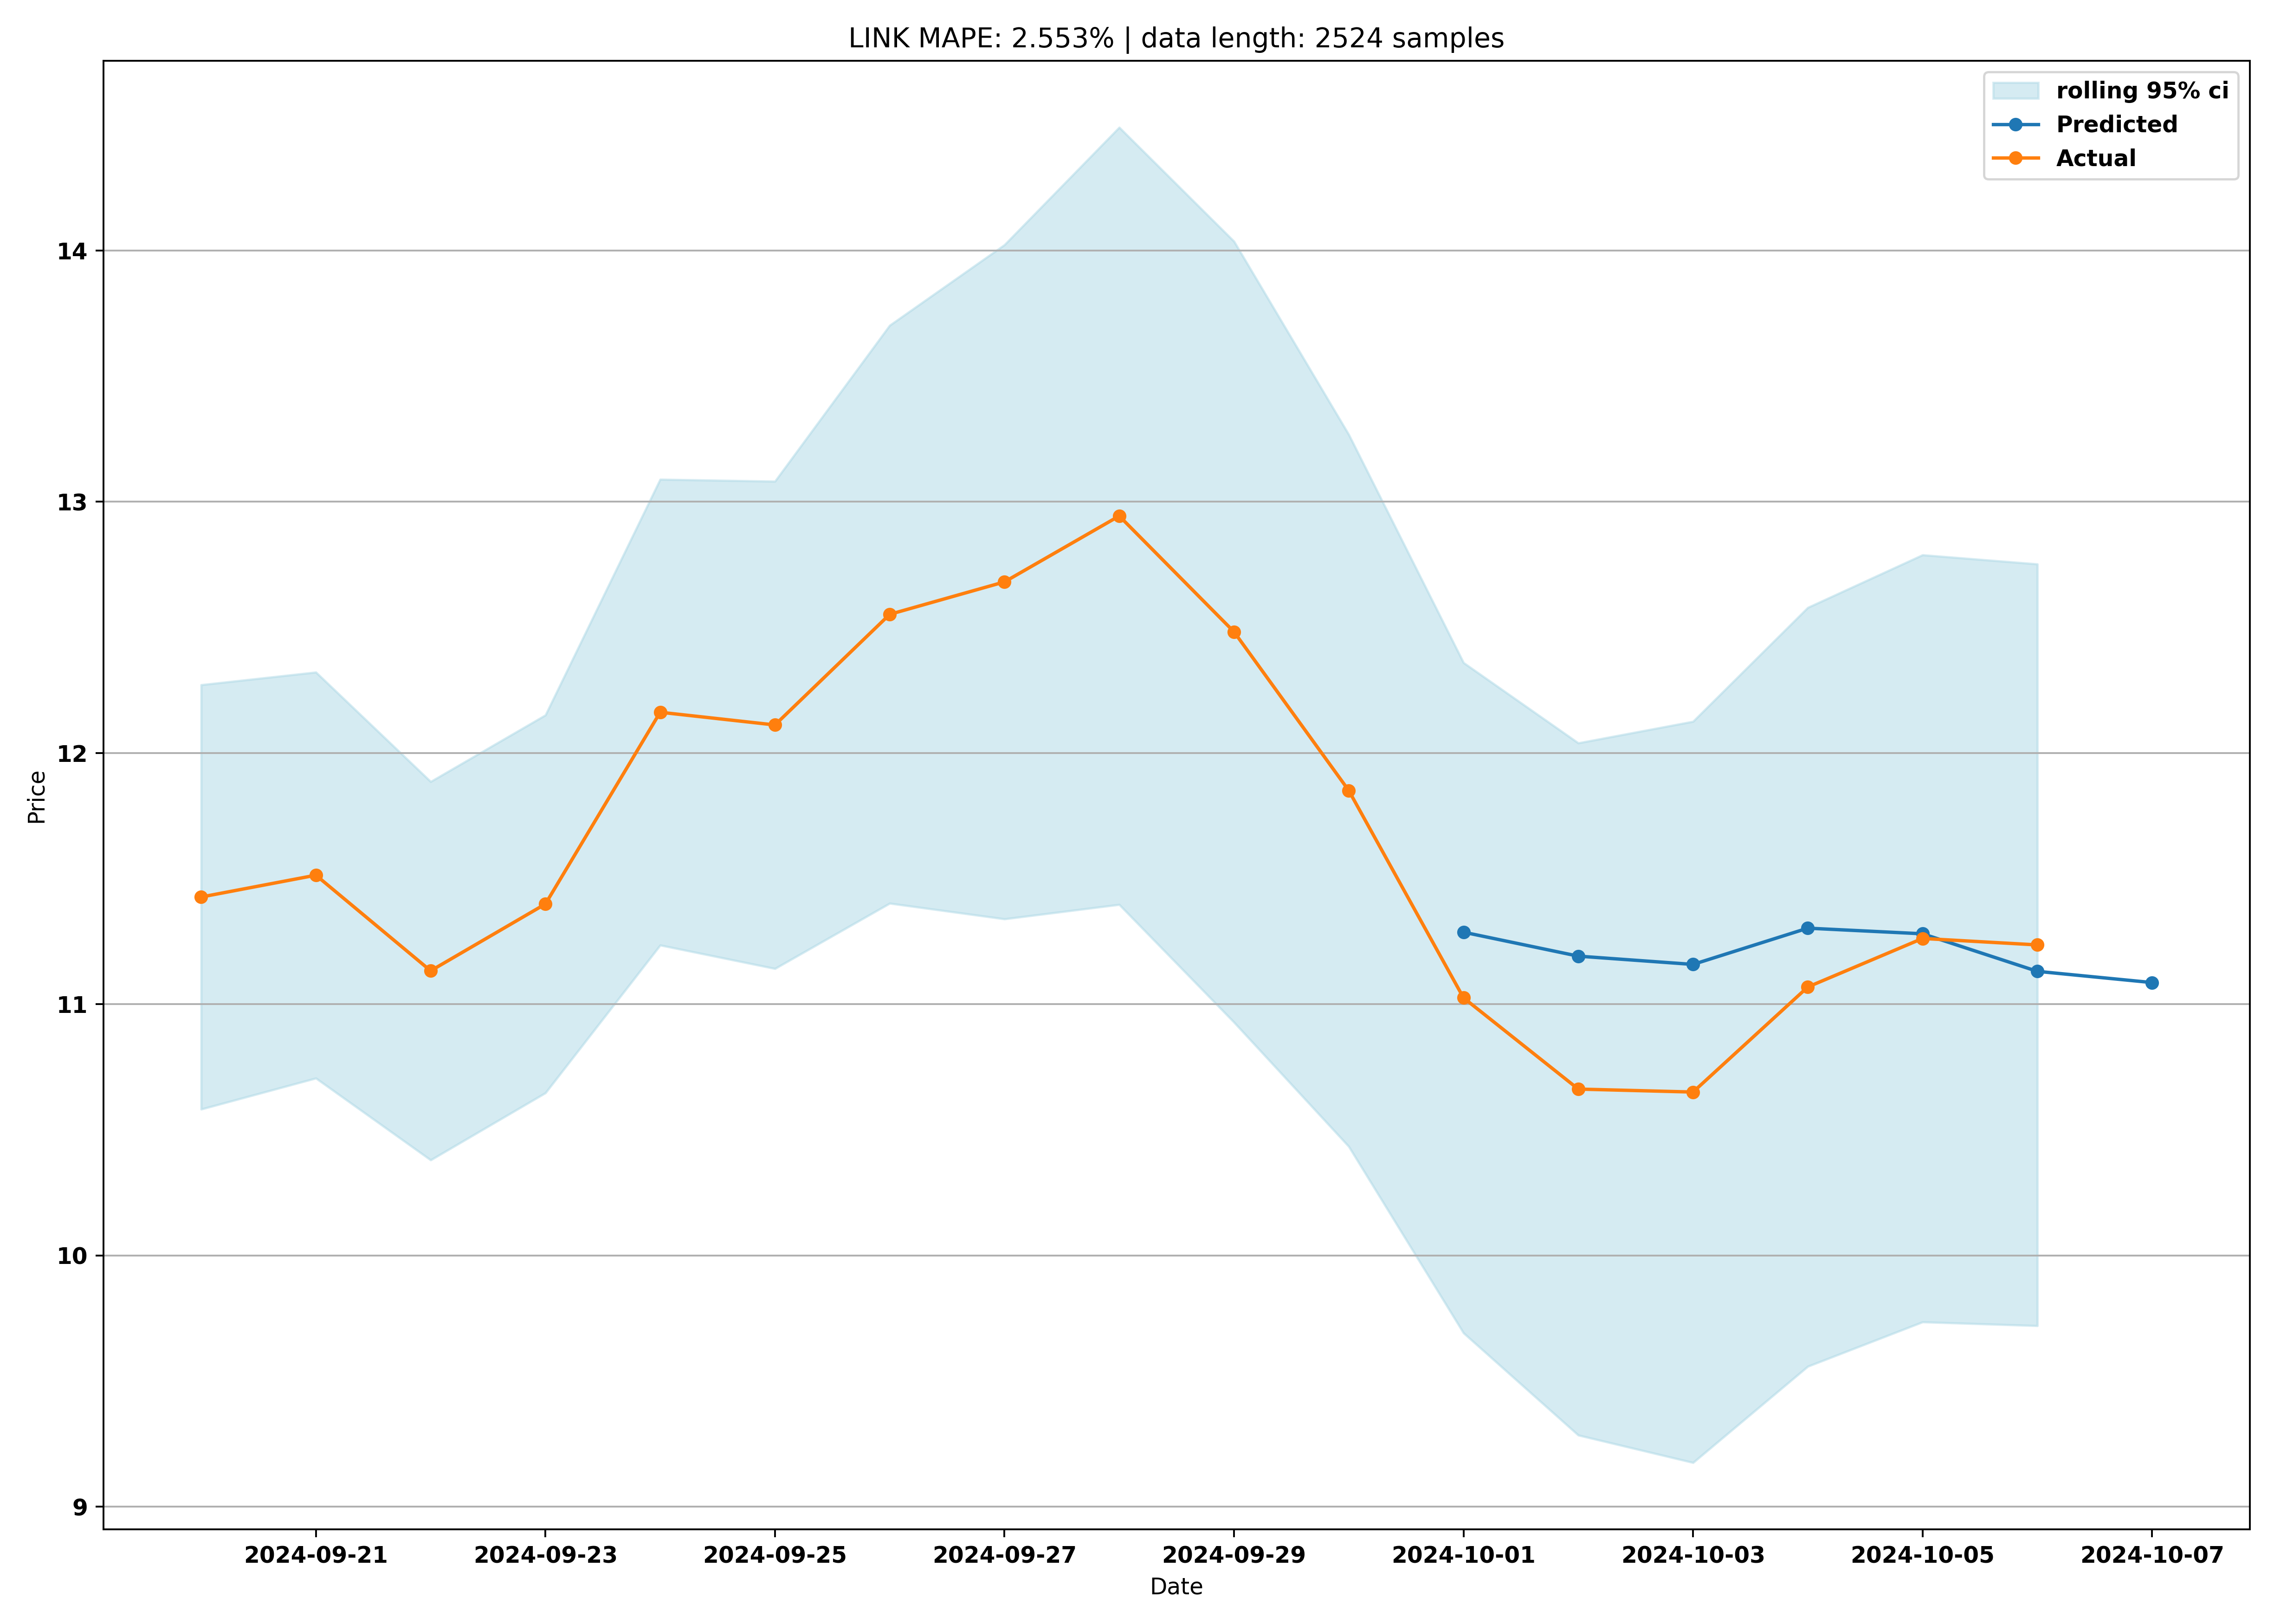 LINK MAPE: 2.553% | data length: 2524 samples
rolling 95% ci
Predicted
Actual
14
13
12
11
10
9
Price
2024-09-21 2024-09-23 2024-09-25 2024-09-27 2024-09-29 2024-10-01 2024-10-03 2024-10-05 2024-10-07
Date